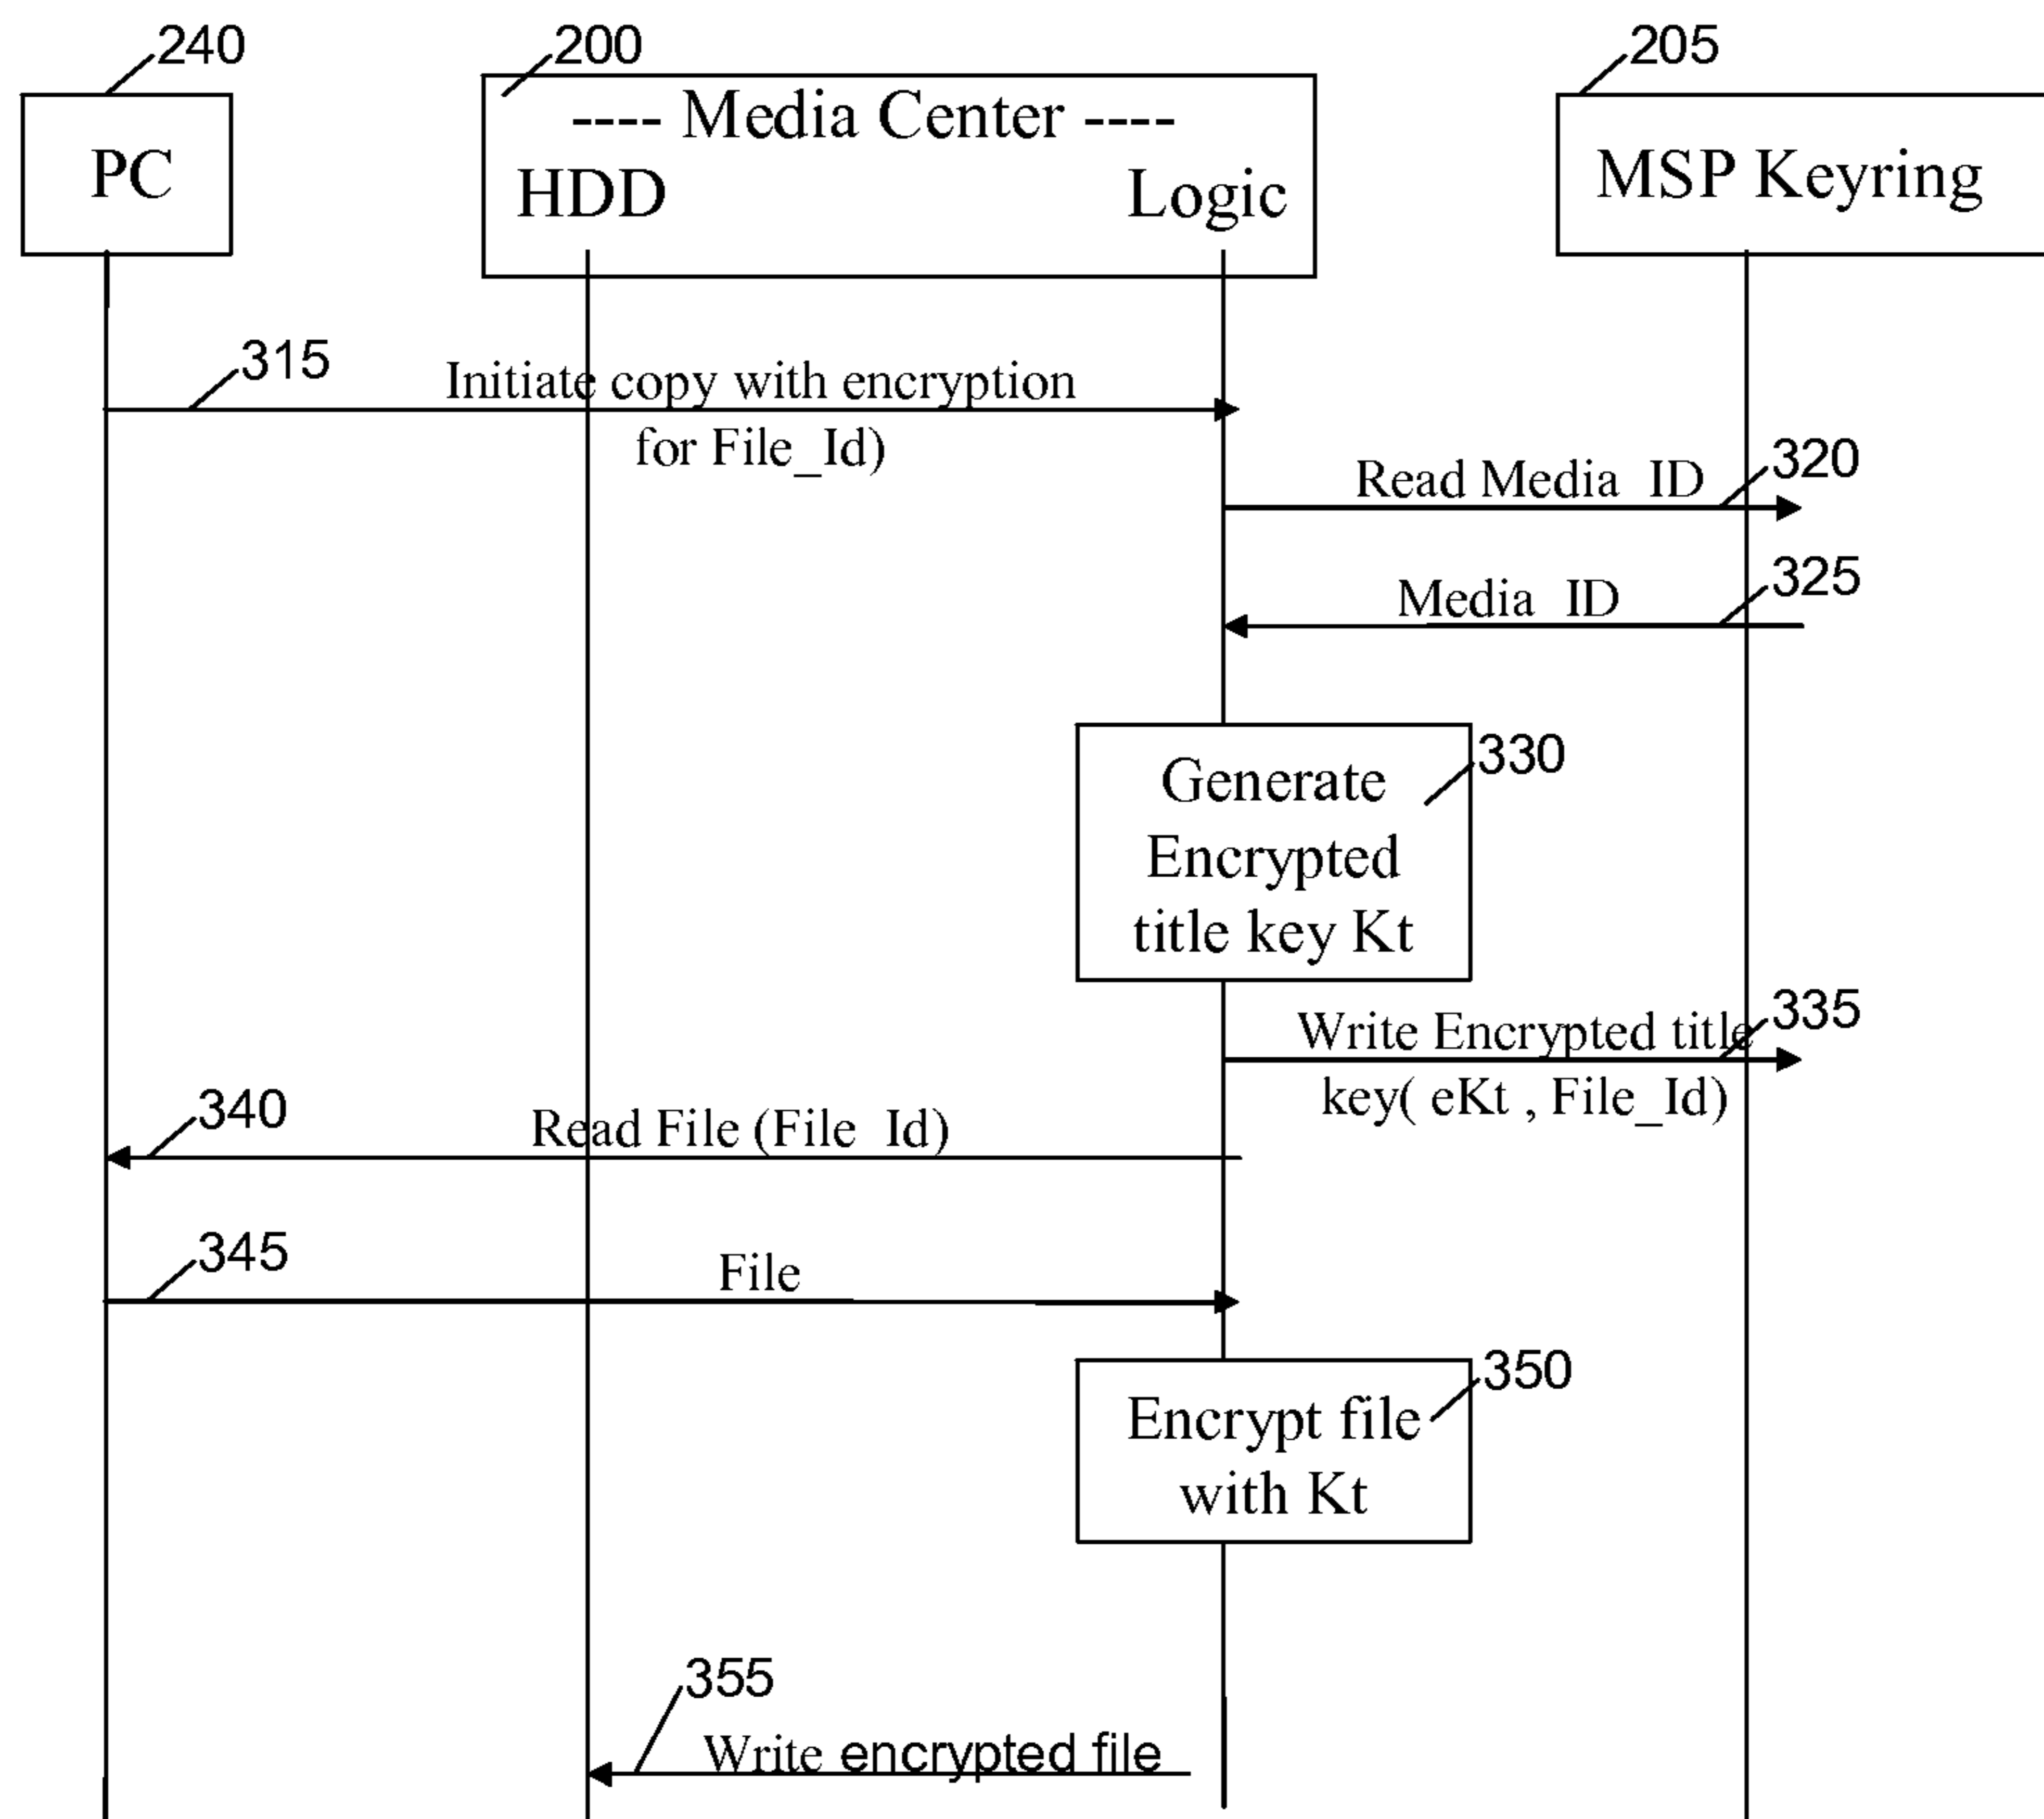 240
200
205
---- Media Center ----
PC
HDD
Logic
MSP Keyring
315
Initiate copy with encryption
for File_Id)
320
Read Media ID
325
Media ID
330
Generate
Encrypted
title key Kt
335
Write Encrypted title
key( eKt , File_Id)
340
Read File (File Id)
345
File
350
Encrypt file
with Kt
355
Write encrypted file